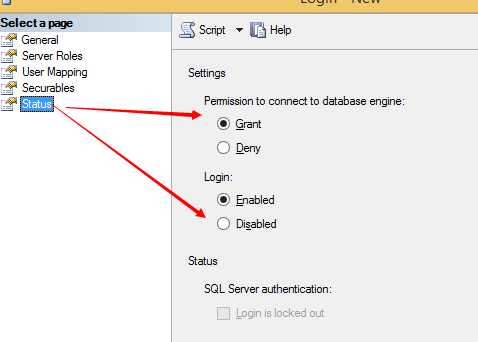 Login - New
Select a page
General
Server Roles
User Mapping
Securables
Status
Script
Help
Settings
Permission to connect to database engine:
Grant
Deny
Login:
Enabled
Disabled
Status
SQL Server authentication:
Login is locked out